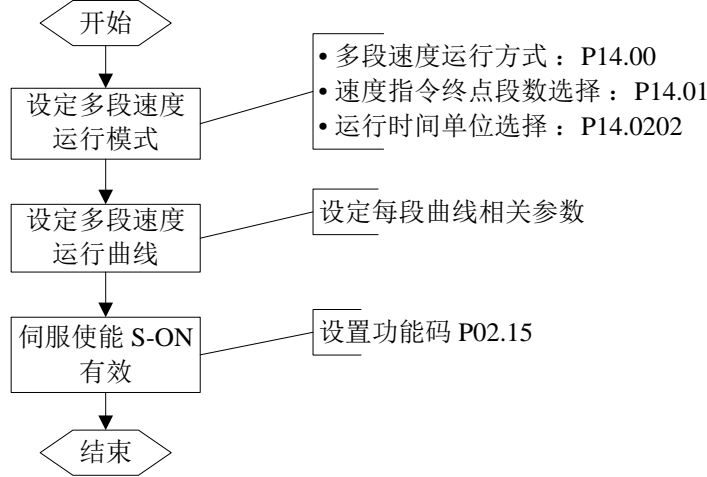 开始
• 多段速度运行方式： P14.00
• 速度指令终点段数选择： P14.01
• 运行时间单位选择： P14.0202
设定多段速度
运行模式
设定多段速度
运行曲线
设定每段曲线相关参数
伺服使能 S-ON
有效
设置功能码 P02.15
结束